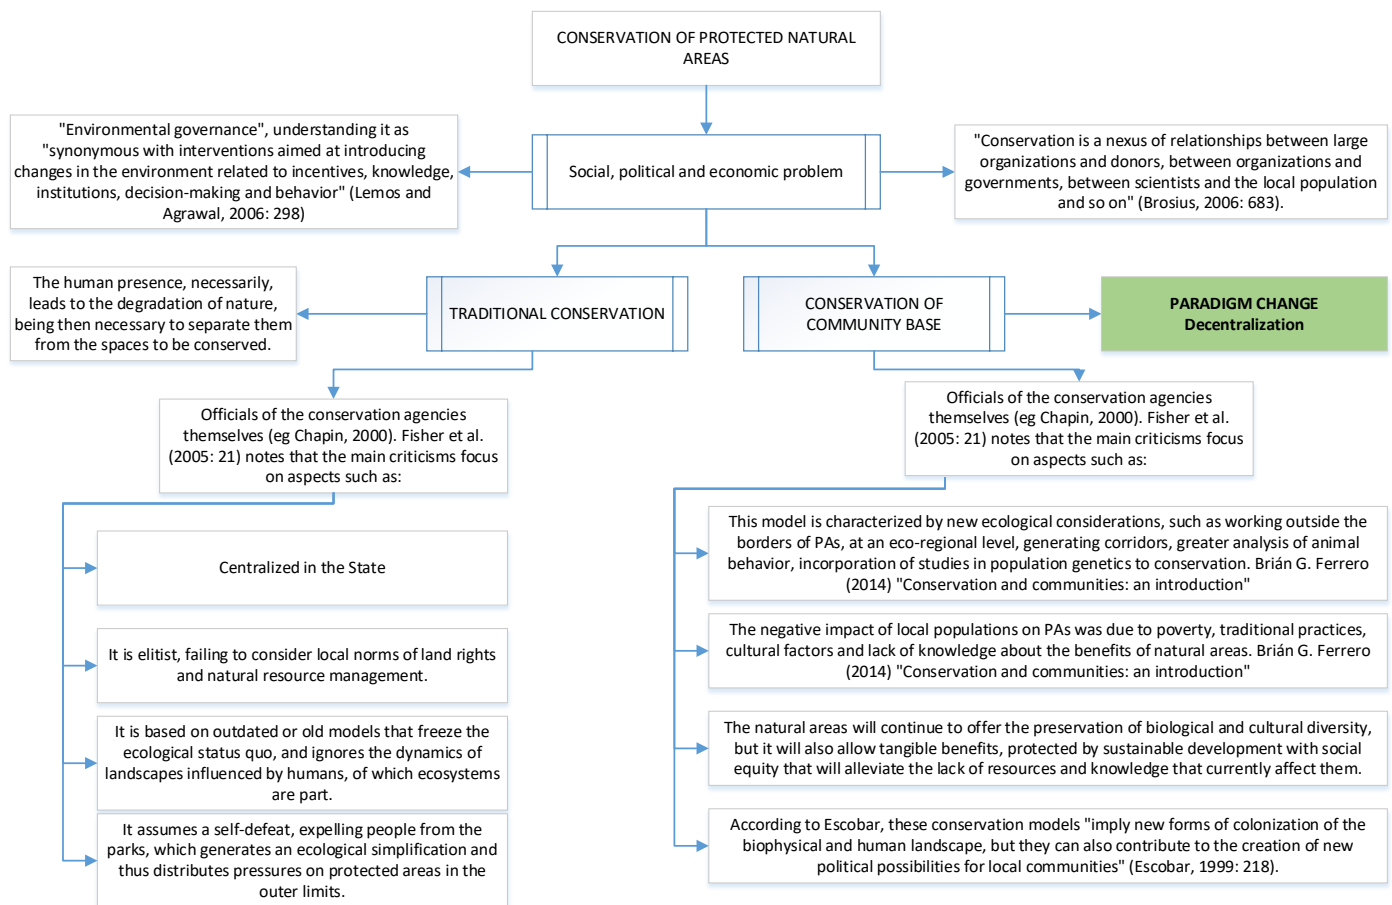 CONSERVATION OF PROTECTED NATURAL
AREAS
"Environmental governance", understanding it as
"synonymous with interventions aimed at introducing
changes in the environment related to incentives, knowledge,
institutions, decision-making and behavior" (Lemos and
Agrawal, 2006: 298)
Social, political and economic problem
"Conservation is a nexus of relationships between large
organizations and donors, between organizations and
governments, between scientists and the local population
and so on" (Brosius, 2006: 683).
The human presence, necessarily,
leads to the degradation of nature,
being then necessary to separate them
from the spaces to be conserved.
TRADITIONAL CONSERVATION
CONSERVATION OF
COMMUNITY BASE
PARADIGM CHANGE
Decentralization
Officials of the conservation agencies
themselves (eg Chapin, 2000). Fisher et al.
(2005: 21) notes that the main criticisms focus
on aspects such as:
Centralized in the State
It is elitist, failing to consider local norms of land rights
and natural resource management.
It is based on outdated or old models that freeze the
ecological status quo, and ignores the dynamics of
landscapes influenced by humans, of which ecosystems
are part.
It assumes a self-defeat, expelling people from the
parks, which generates an ecological simplification and
thus distributes pressures on protected areas in the
outer limits.
Officials of the conservation agencies
themselves (eg Chapin, 2000). Fisher et al.
(2005: 21) notes that the main criticisms focus
on aspects such as:
This model is characterized by new ecological considerations, such as working outside the
borders of PAs, at an eco-regional level, generating corridors, greater analysis of animal
behavior, incorporation of studies in population genetics to conservation. Brián G. Ferrero
(2014) "Conservation and communities: an introduction"
The negative impact of local populations on PAs was due to poverty, traditional practices,
cultural factors and lack of knowledge about the benefits of natural areas. Brián G. Ferrero
(2014) "Conservation and communities: an introduction"
The natural areas will continue to offer the preservation of biological and cultural diversity,
but it will also allow tangible benefits, protected by sustainable development with social
equity that will alleviate the lack of resources and knowledge that currently affect them.
According to Escobar, these conservation models "imply new forms of colonization of the
biophysical and human landscape, but they can also contribute to the creation of new
political possibilities for local communities" (Escobar, 1999: 218).